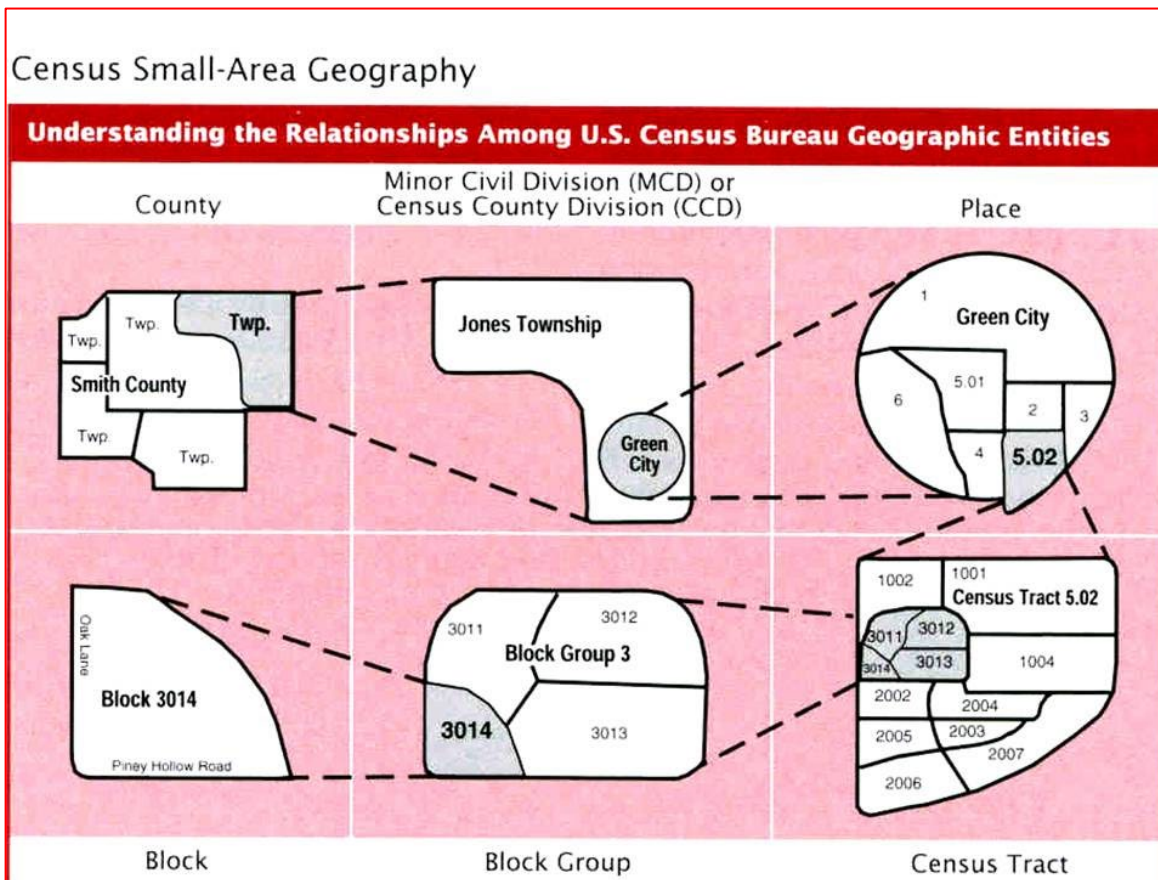 Census Small-Area Geography
Understanding the Relationships Among U.S. Census Bureau Geographic Entities
County
Minor Civil Division (MCD) or
Census County Division (CCD)
Place
Twp.
Twp.
Twp.
Smith County
Twp.
Twp.
Jones Township
Green
City
1
Green City
5.01
6
2
3
4
5.02
Oak Lane
Block 3014
Piney Hollow Road
3011
3012
Block Group 3
3014
3013
1002
1001
Census Tract 5.02
3011
3012
3014
3013
1004
2002
2004
2005
2003
2007
2006
Block
Block Group
Census Tract